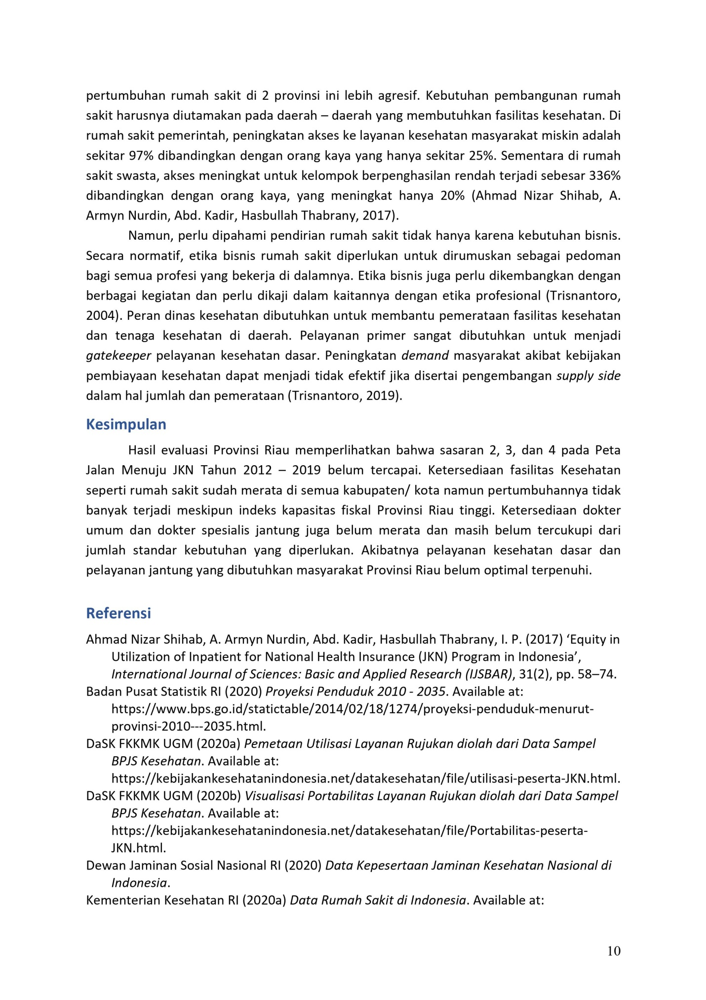 pertumbuhan rumah sakit di 2 provinsi ini lebih agresif. Kebutuhan pembangunan rumah
sakit harusnya diutamakan pada daerah – daerah yang membutuhkan fasilitas kesehatan. Di
rumah sakit pemerintah, peningkatan akses ke layanan kesehatan masyarakat miskin adalah
sekitar 97% dibandingkan dengan orang kaya yang hanya sekitar 25%. Sementara di rumah
sakit swasta, akses meningkat untuk kelompok berpenghasilan rendah terjadi sebesar 336%
dibandingkan dengan orang kaya, yang meningkat hanya 20% (Ahmad Nizar Shihab, A.
Armyn Nurdin, Abd. Kadir, Hasbullah Thabrany, 2017).
Namun, perlu dipahami pendirian rumah sakit tidak hanya karena kebutuhan bisnis.
Secara normatif, etika bisnis rumah sakit diperlukan untuk dirumuskan sebagai pedoman
bagi semua profesi yang bekerja di dalamnya. Etika bisnis juga perlu dikembangkan dengan
berbagai kegiatan dan perlu dikaji dalam kaitannya dengan etika profesional (Trisnantoro,
2004). Peran dinas kesehatan dibutuhkan untuk membantu pemerataan fasilitas kesehatan
dan tenaga kesehatan di daerah. Pelayanan primer sangat dibutuhkan untuk menjadi
gatekeeper pelayanan kesehatan dasar. Peningkatan demand masyarakat akibat kebijakan
pembiayaan kesehatan dapat menjadi tidak efektif jika disertai pengembangan supply side
dalam hal jumlah dan pemerataan (Trisnantoro, 2019).
Kesimpulan
Hasil evaluasi Provinsi Riau memperlihatkan bahwa sasaran 2, 3, dan 4 pada Peta
Jalan Menuju JKN Tahun 2012 – 2019 belum tercapai. Ketersediaan fasilitas Kesehatan
seperti rumah sakit sudah merata di semua kabupaten/ kota namun pertumbuhannya tidak
banyak terjadi meskipun indeks kapasitas fiskal Provinsi Riau tinggi. Ketersediaan dokter
umum dan dokter spesialis jantung juga belum merata dan masih belum tercukupi dari
jumlah standar kebutuhan yang diperlukan. Akibatnya pelayanan kesehatan dasar dan
pelayanan jantung yang dibutuhkan masyarakat Provinsi Riau belum optimal terpenuhi.
Referensi
Ahmad Nizar Shihab, A. Armyn Nurdin, Abd. Kadir, Hasbullah Thabrany, I. P. (2017) ‘Equity in
Utilization of Inpatient for National Health Insurance (JKN) Program in Indonesia’,
International Journal of Sciences: Basic and Applied Research (IJSBAR), 31(2), pp. 58–74.
Badan Pusat Statistik RI (2020) Proyeksi Penduduk 2010 - 2035. Available at:
https://www.bps.go.id/statictable/2014/02/18/1274/proyeksi-penduduk-menurut-
provinsi-2010---2035.html.
DaSK FKKMK UGM (2020a) Pemetaan Utilisasi Layanan Rujukan diolah dari Data Sampel
BPJS Kesehatan. Available at:
https://kebijakankesehatanindonesia.net/datakesehatan/file/utilisasi-peserta-JKN.html.
DaSK FKKMK UGM (2020b) Visualisasi Portabilitas Layanan Rujukan diolah dari Data Sampel
BPJS Kesehatan. Available at:
https://kebijakankesehatanindonesia.net/datakesehatan/file/Portabilitas-peserta-
JKN.html.
Dewan Jaminan Sosial Nasional RI (2020) Data Kepesertaan Jaminan Kesehatan Nasional di
Indonesia.
Kementerian Kesehatan RI (2020a) Data Rumah Sakit di Indonesia. Available at:
10